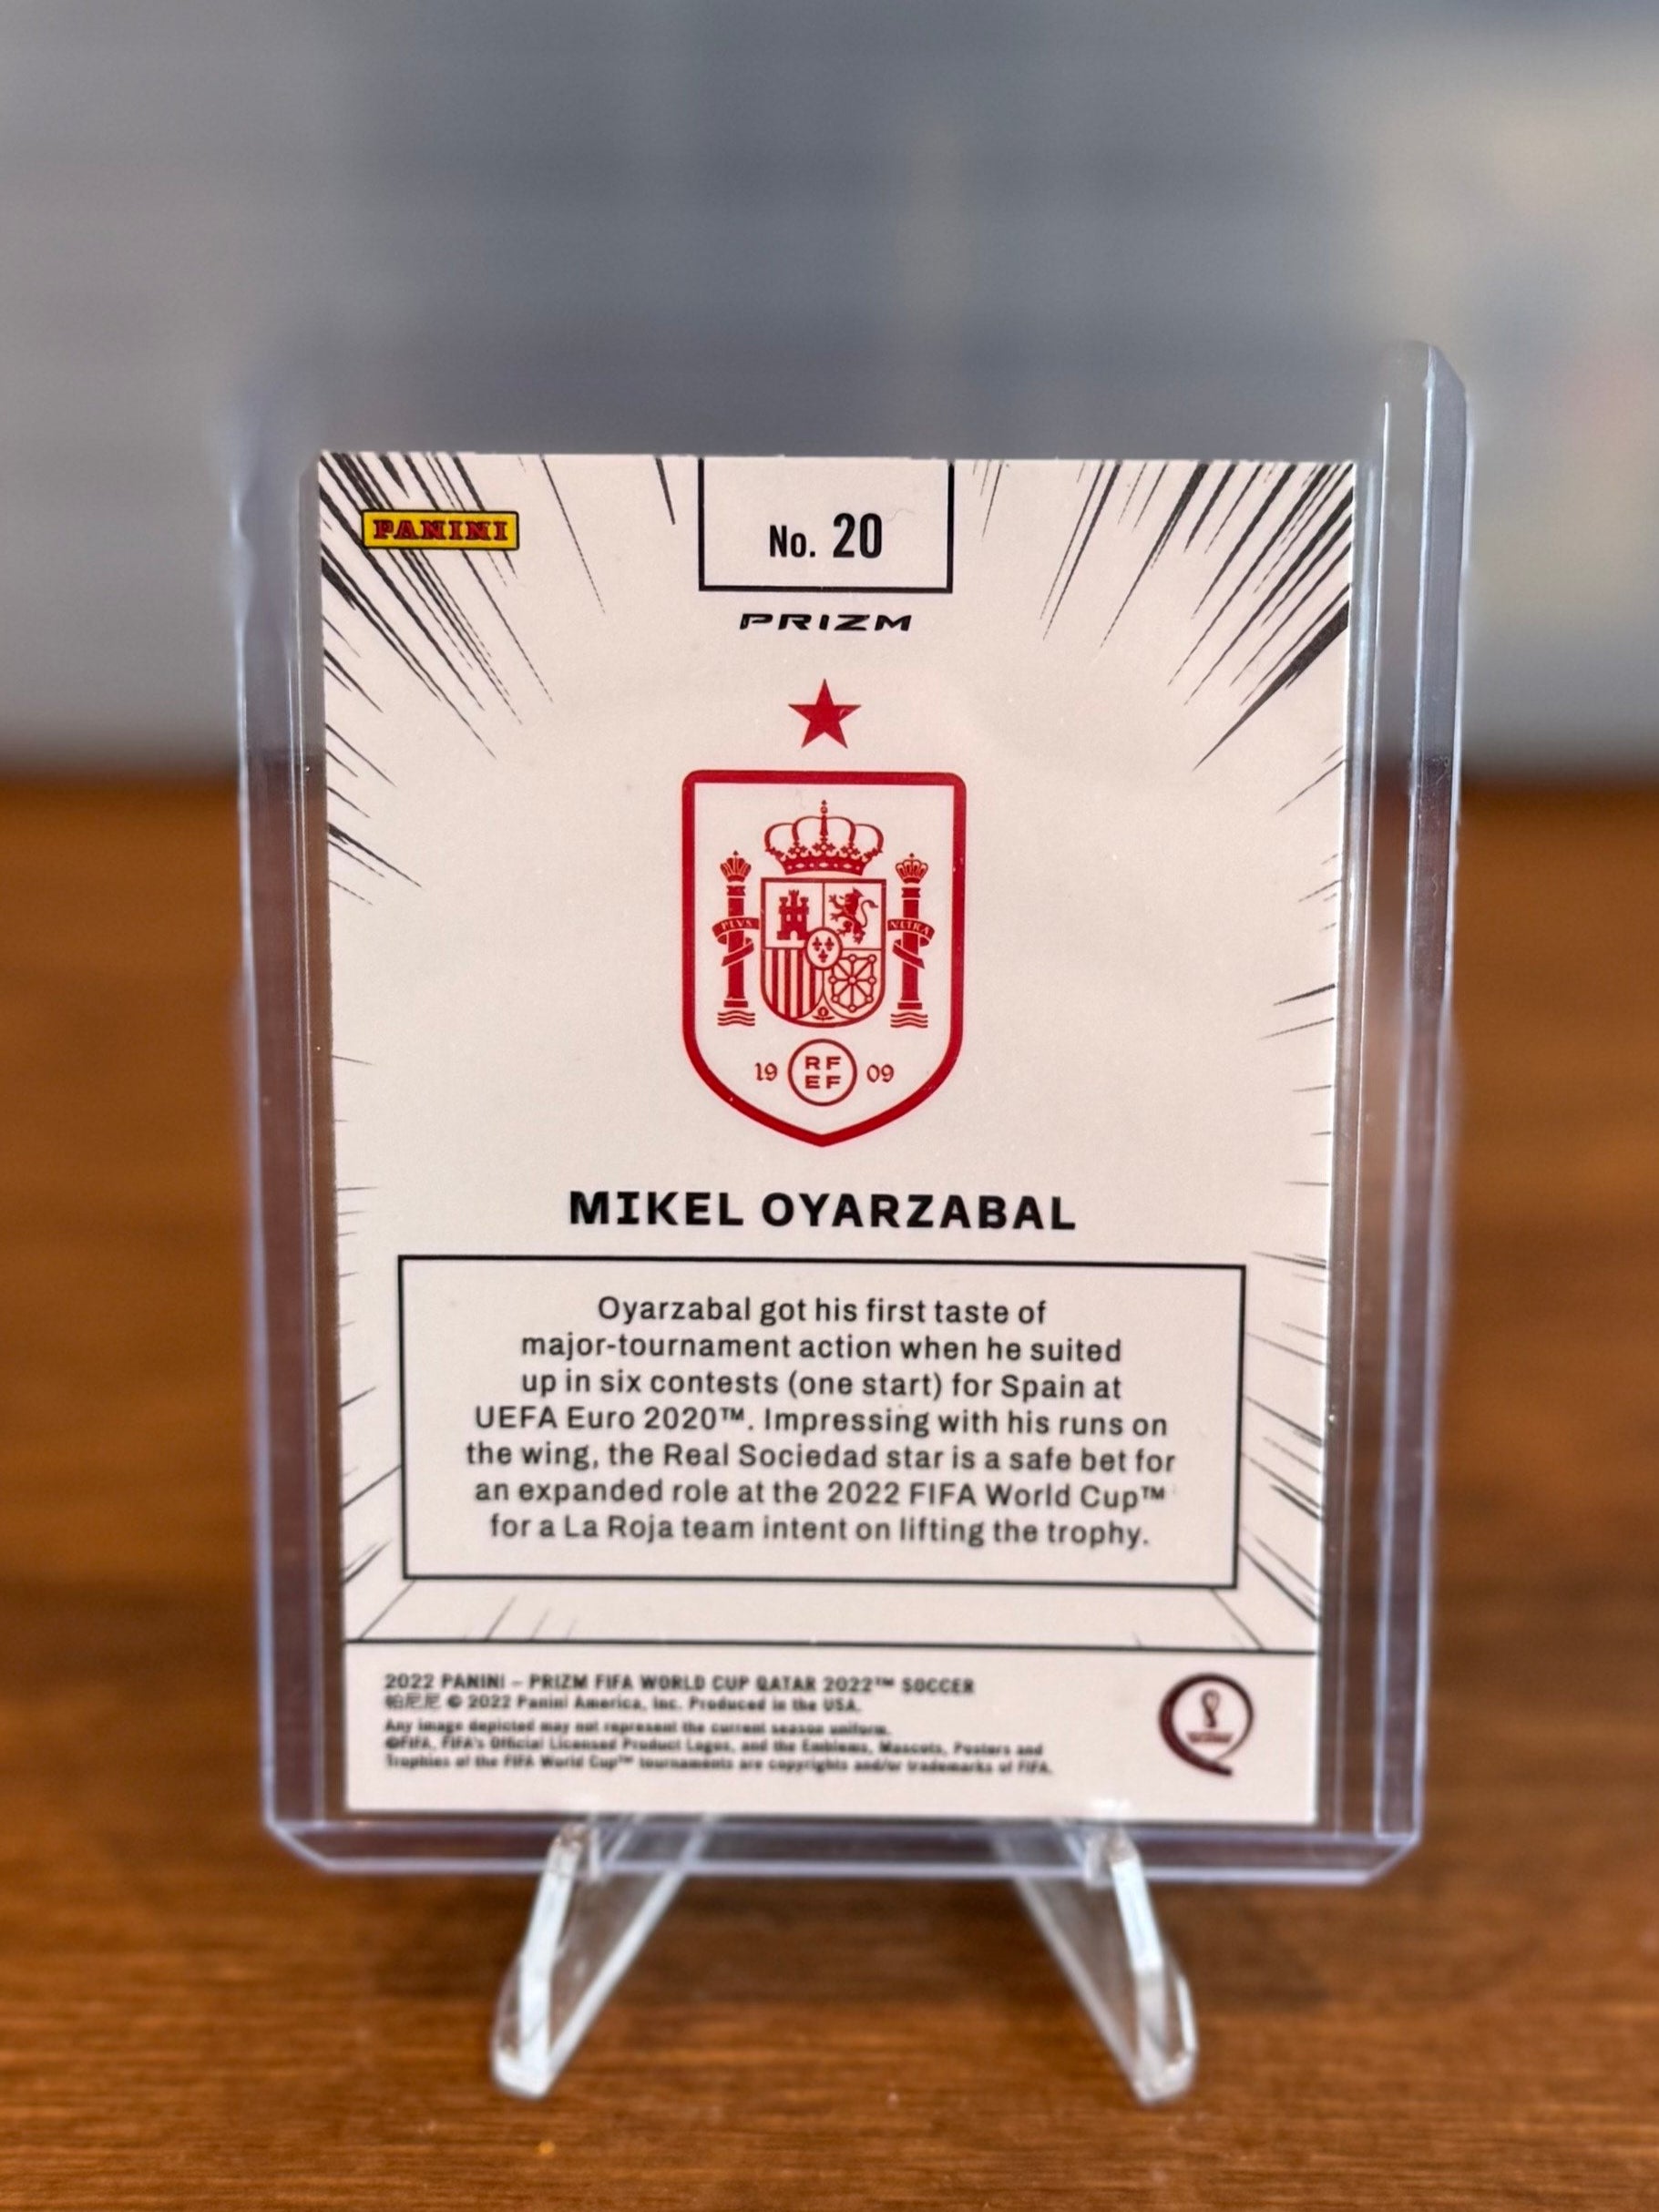 PANINI
No. 20
PRIZM
PLVS VLTRA
19 RF 09
EF
MIKEL OYARZABAL
Oyarzabal got his first taste of
major-tournament action when he suited
up in six contests (one start) for Spain at
UEFA Euro 2020™. Impressing with his runs on
the wing, the Real Sociedad star is a safe bet for
an expanded role at the 2022 FIFA World Cup™
for a La Roja team intent on lifting the trophy.
2022 PANINI – PRIZM FIFA WORLD CUP QATAR 2022™ SOCCER
帕尼尼 © 2022 Panini America, Inc. Produced in the USA.
Any image depicted may not represent the current season uniform.
©FIFA, FIFA's Official Licensed Product Logos, and the Emblems, Mascots, Posters and
Trophies of the FIFA World Cup™ tournaments are copyrights and/or trademarks of FIFA.